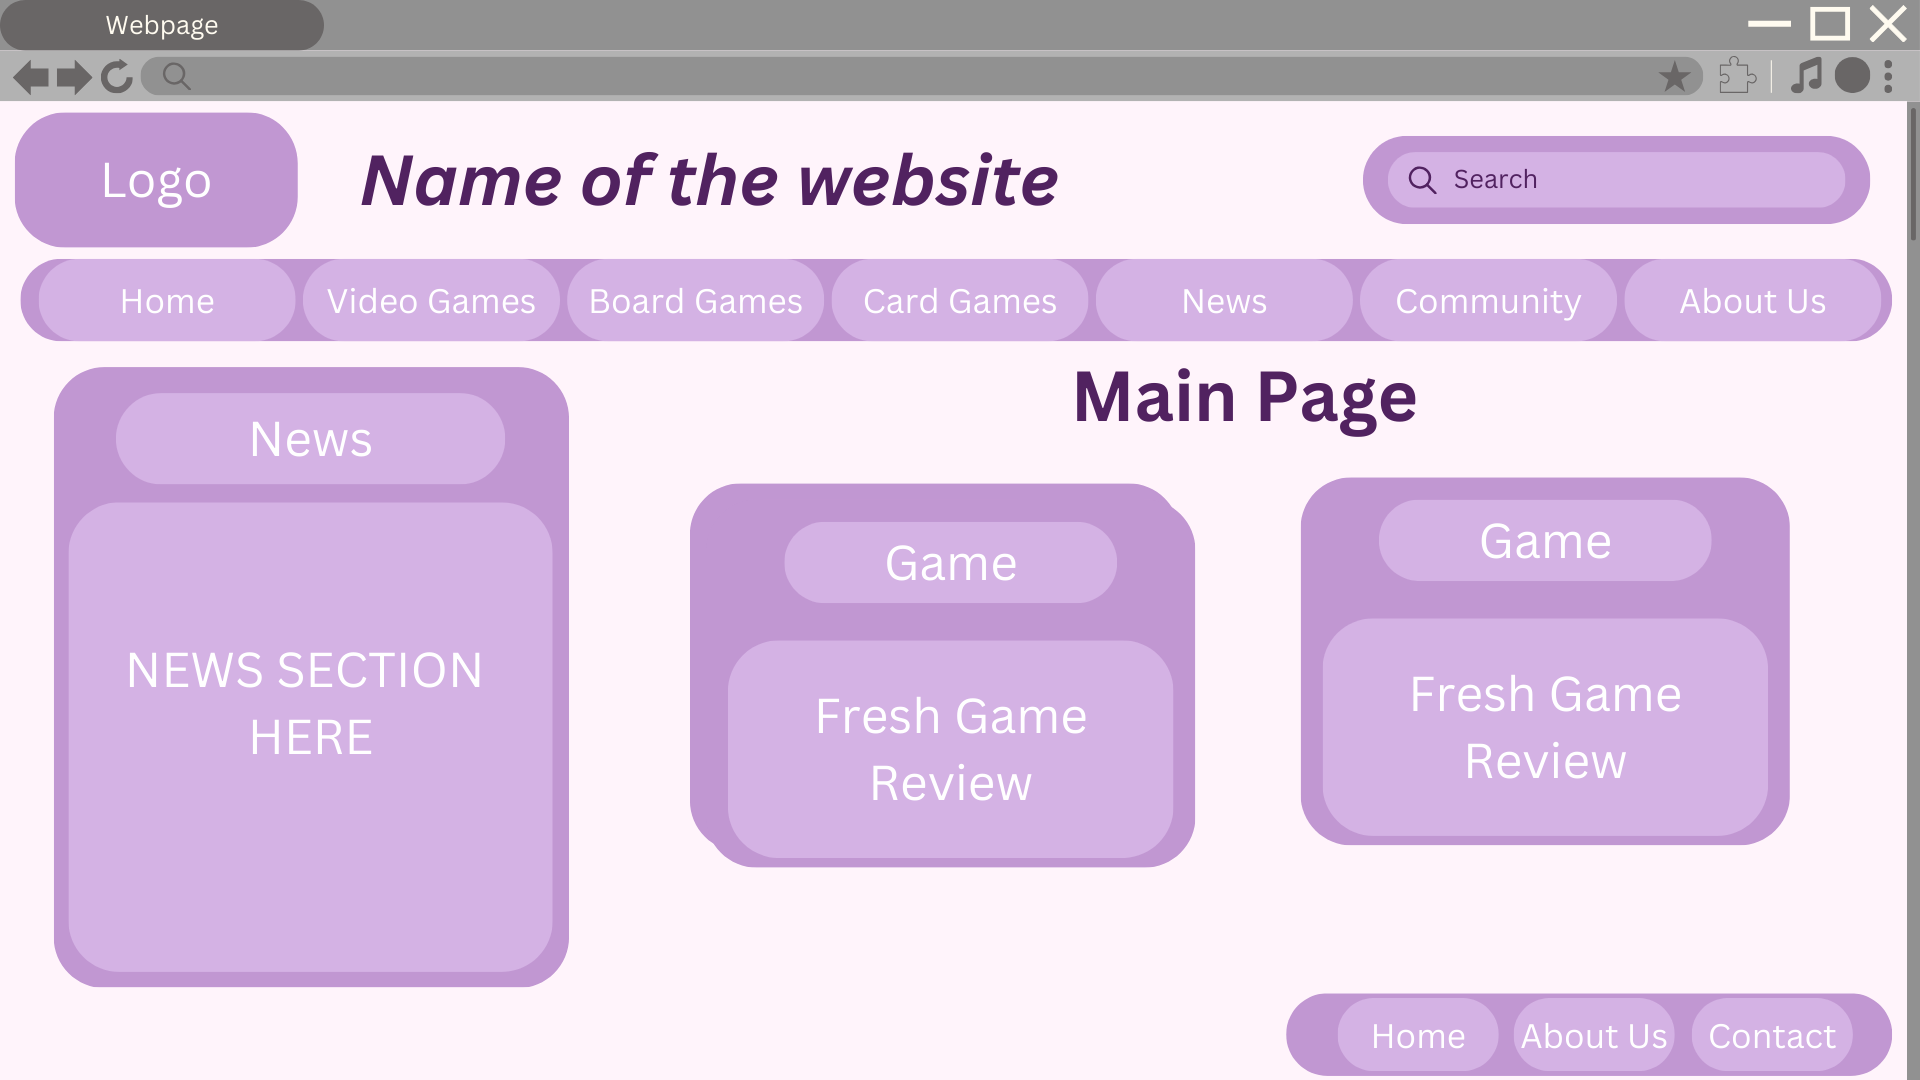 Webpage
Logo
Name of the website
Search
Home
Video Games
Board Games
Card Games
News
Community
About Us
News
NEWS SECTION
HERE
Main Page
Game
Fresh Game
Review
Game
Fresh Game
Review
Home
About Us
Contact